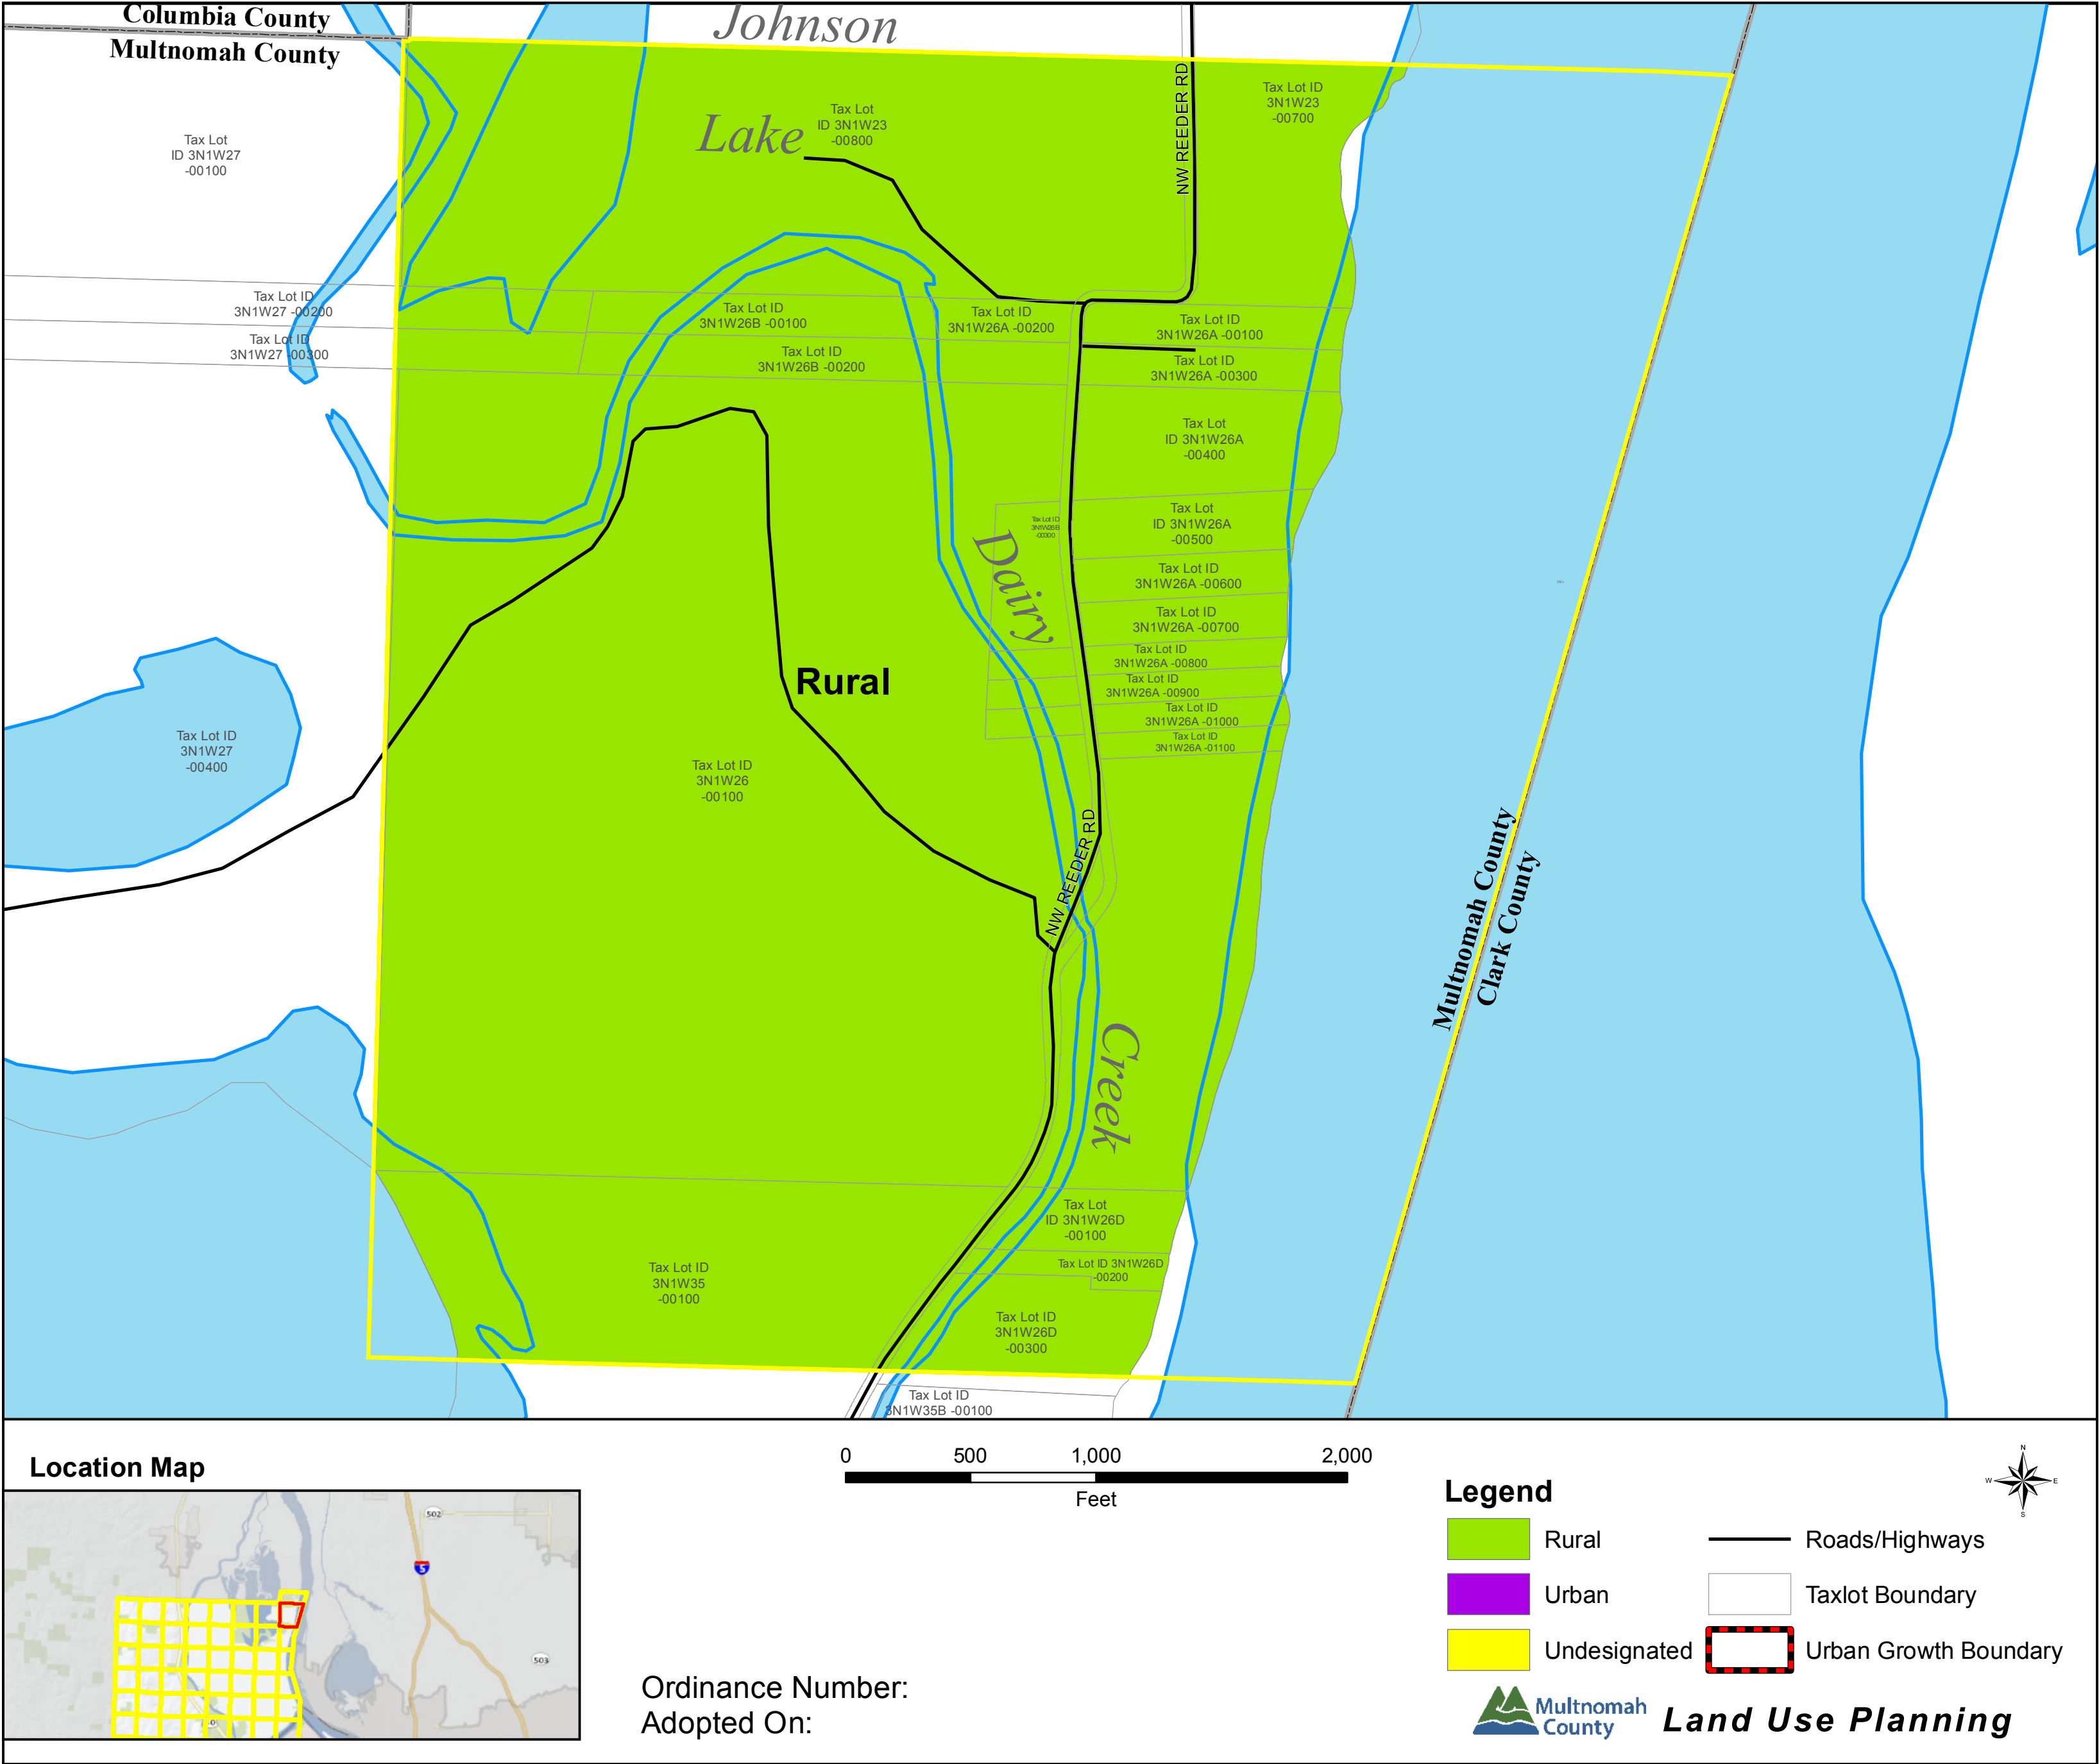 Columbia County
Multnomah County
Johnson
Lake
Tax Lot
ID 3N1W23
-00800
NW REEDER RD
Tax Lot ID
3N1W23
-00700
Tax Lot
ID 3N1W27
-00100
Tax Lot ID
3N1W27 -00200
Tax Lot ID
3N1W27 -00300
Tax Lot ID
3N1W26B -00100
Tax Lot ID
3N1W26B -00200
Tax Lot ID
3N1W26A -00200
Tax Lot ID
3N1W26A -00100
Tax Lot ID
3N1W26A -00300
Tax Lot
ID 3N1W26A
-00400
Tax Lot
ID 3N1W26A
-00500
Tax Lot ID
3N1W26B
-00300
Dairy
Tax Lot ID
3N1W26A -00600
Tax Lot ID
3N1W26A -00700
Tax Lot ID
3N1W26A -00800
Tax Lot ID
3N1W26A -00900
Tax Lot ID
3N1W26A -01000
Tax Lot ID
3N1W26A -01100
Rural
Tax Lot ID
3N1W27
-00400
Tax Lot ID
3N1W26
-00100
NW REEDER RD
Multnomah County
Clark County
Creek
Tax Lot
ID 3N1W26D
-00100
Tax Lot ID 3N1W26D
-00200
Tax Lot ID
3N1W35
-00100
Tax Lot ID
3N1W26D
-00300
Tax Lot ID
3N1W35B -00100
Location Map
502
5
503
0 500 1,000 2,000
Feet
Ordinance Number:
Adopted On:
Legend
Rural
Urban
Undesignated
Roads/Highways
Taxlot Boundary
Urban Growth Boundary
N
W E
S
Multnomah
County
Land Use Planning